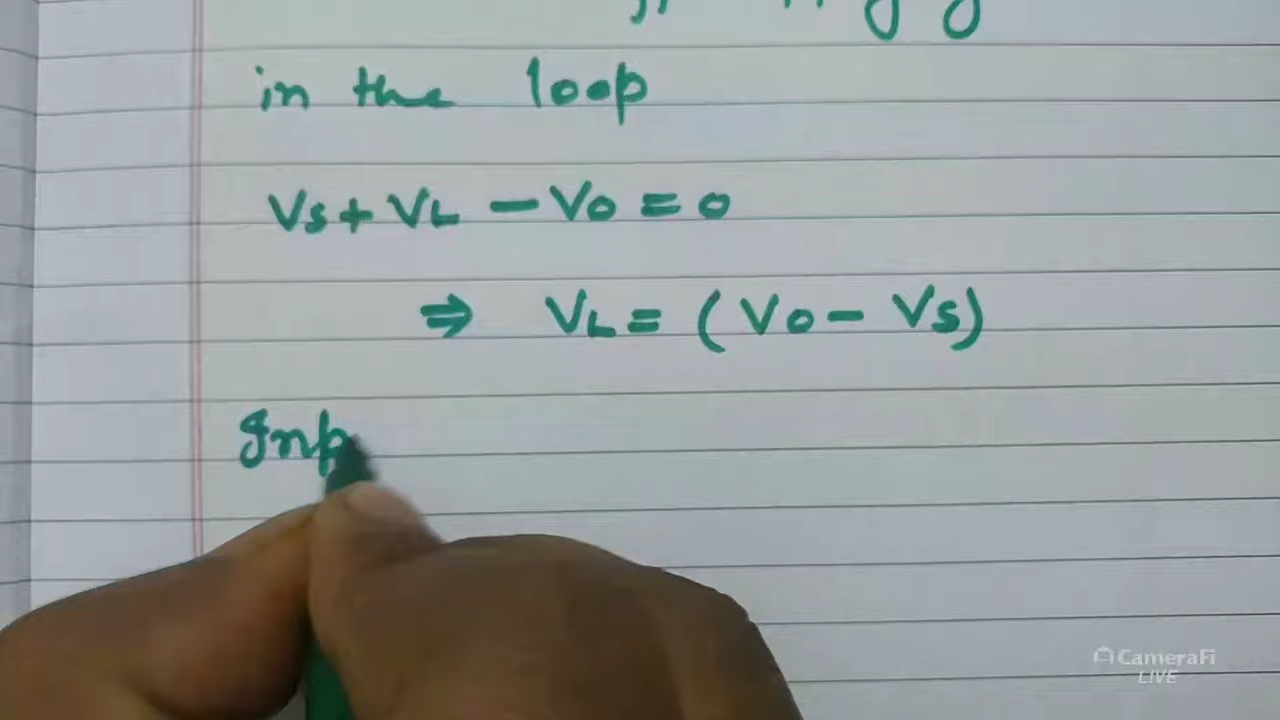 in the loop
Vs + VL - Vo = 0
⇒ VL = (Vo - Vs)
Inp
CameraFi
LIVE